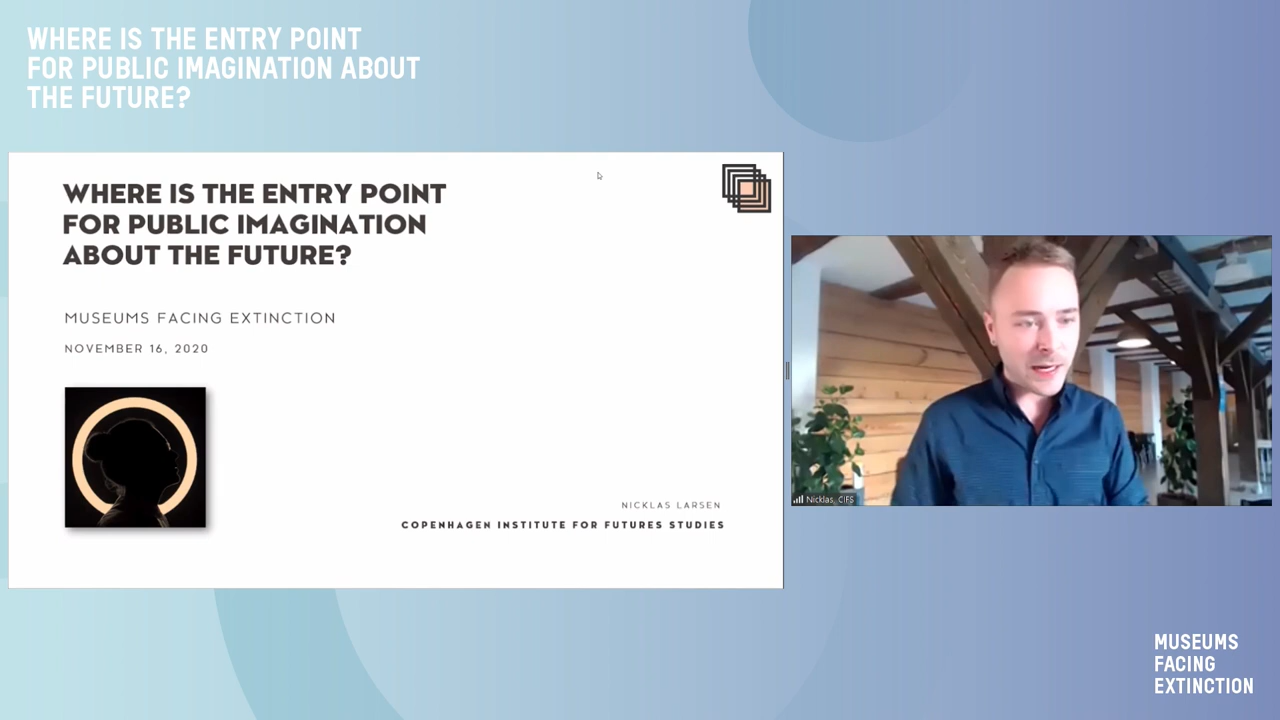 WHERE IS THE ENTRY POINT
FOR PUBLIC IMAGINATION ABOUT
THE FUTURE?
WHERE IS THE ENTRY POINT
FOR PUBLIC IMAGINATION
ABOUT THE FUTURE?
MUSEUMS FACING EXTINCTION
NOVEMBER 16, 2020
NICKLAS LARSEN
COPENHAGEN INSTITUTE FOR FUTURES STUDIES
Nicklas, CIFS
MUSEUMS
FACING
EXTINCTION